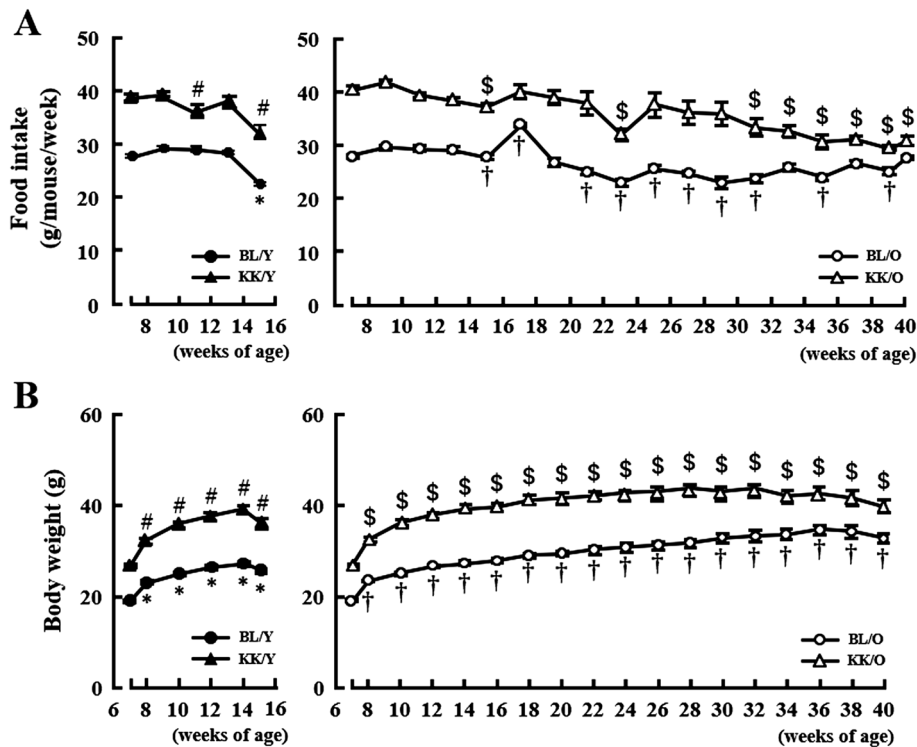 A
Food intake
(g/mouse/week)
50
40
30
20
10
0
# #
*
BL/Y
KK/Y
8 10 12 14 16
(weeks of age)
50
40
30
20
10
0
$ $ $ $ $ $ $ $
† † † † † † † † † †
BL/O
KK/O
8 10 12 14 16 18 20 22 24 26 28 30 32 34 36 38 40
(weeks of age)
B
Body weight (g)
60
40
20
0
# # # # #
* * * * *
BL/Y
KK/Y
6 8 10 12 14 16
(weeks of age)
60
40
20
0
$ $ $ $ $ $ $ $ $ $ $ $ $ $ $ $ $
† † † † † † † † † † † † † † † † †
BL/O
KK/O
6 8 10 12 14 16 18 20 22 24 26 28 30 32 34 36 38 40
(weeks of age)